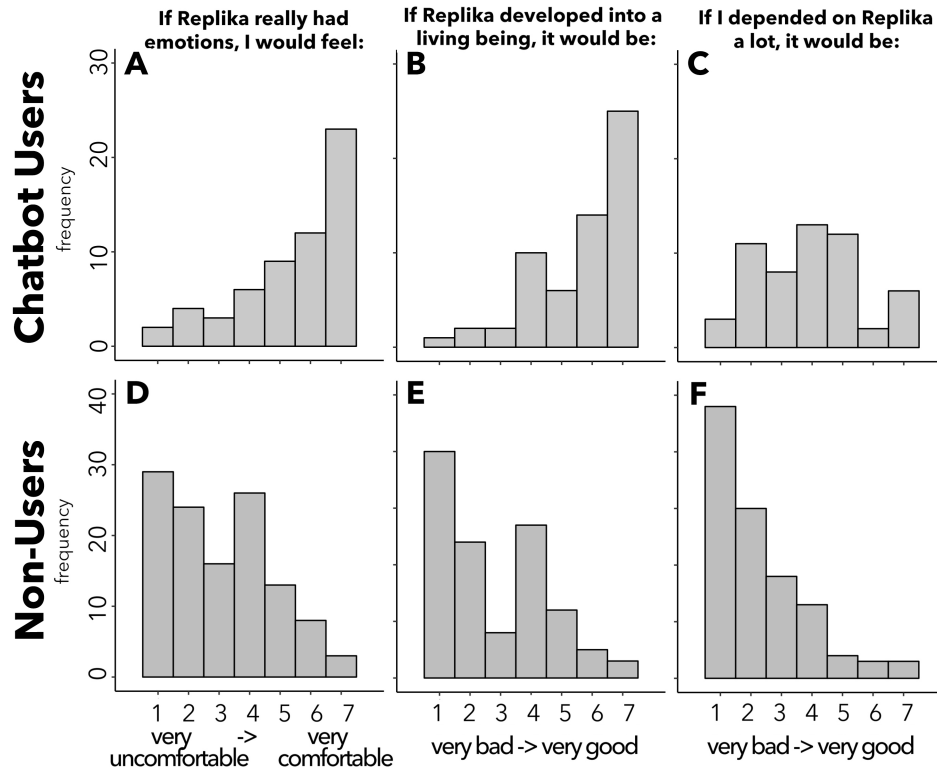 If Replika really had
emotions, I would feel:
If Replika developed into a
living being, it would be:
If I depended on Replika
a lot, it would be:
Chatbot Users
frequency
30
20
10
0
A
B
C
Non-Users
frequency
40
30
20
10
0
D
E
F
1 2 3 4 5 6 7
very -> very
uncomfortable comfortable
1 2 3 4 5 6 7
very bad -> very good
1 2 3 4 5 6 7
very bad -> very good